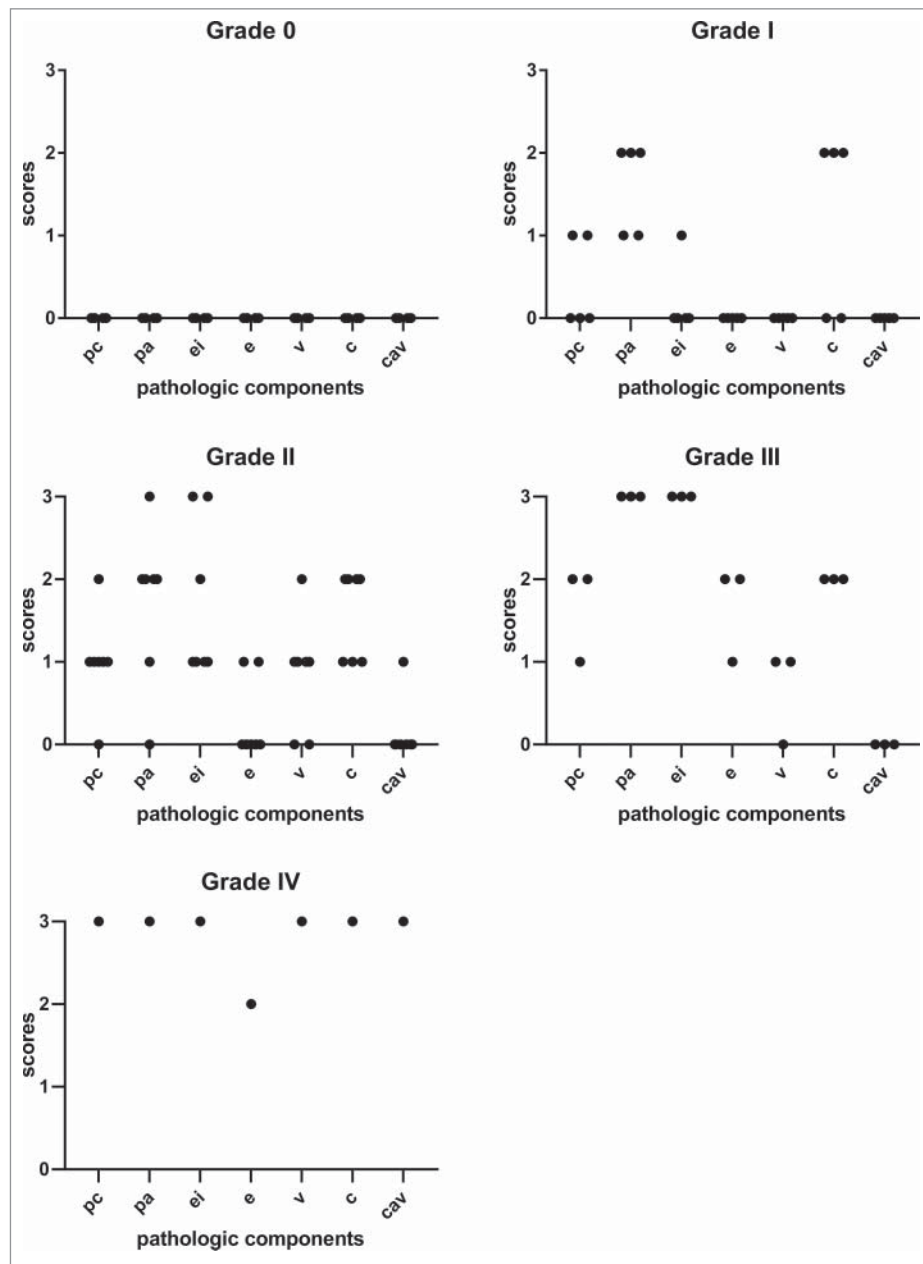 Grade 0
3
2
1
0
scores
pc
pa
ei
e
v
c
cav
pathologic components
Grade I
3
2
1
0
scores
pc
pa
ei
e
v
c
cav
pathologic components
Grade II
3
2
1
0
scores
pc
pa
ei
e
v
c
cav
pathologic components
Grade III
3
2
1
0
scores
pc
pa
ei
e
v
c
cav
pathologic components
Grade IV
3
2
1
0
scores
pc
pa
ei
e
v
c
cav
pathologic components